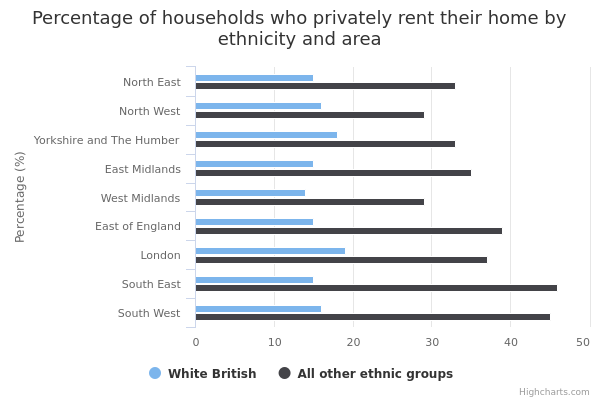 Percentage of households who privately rent their home by
ethnicity and area
Percentage (%)
North East
North West
Yorkshire and The Humber
East Midlands
West Midlands
East of England
London
South East
South West
0 10 20 30 40 50
White British All other ethnic groups
Highcharts.com